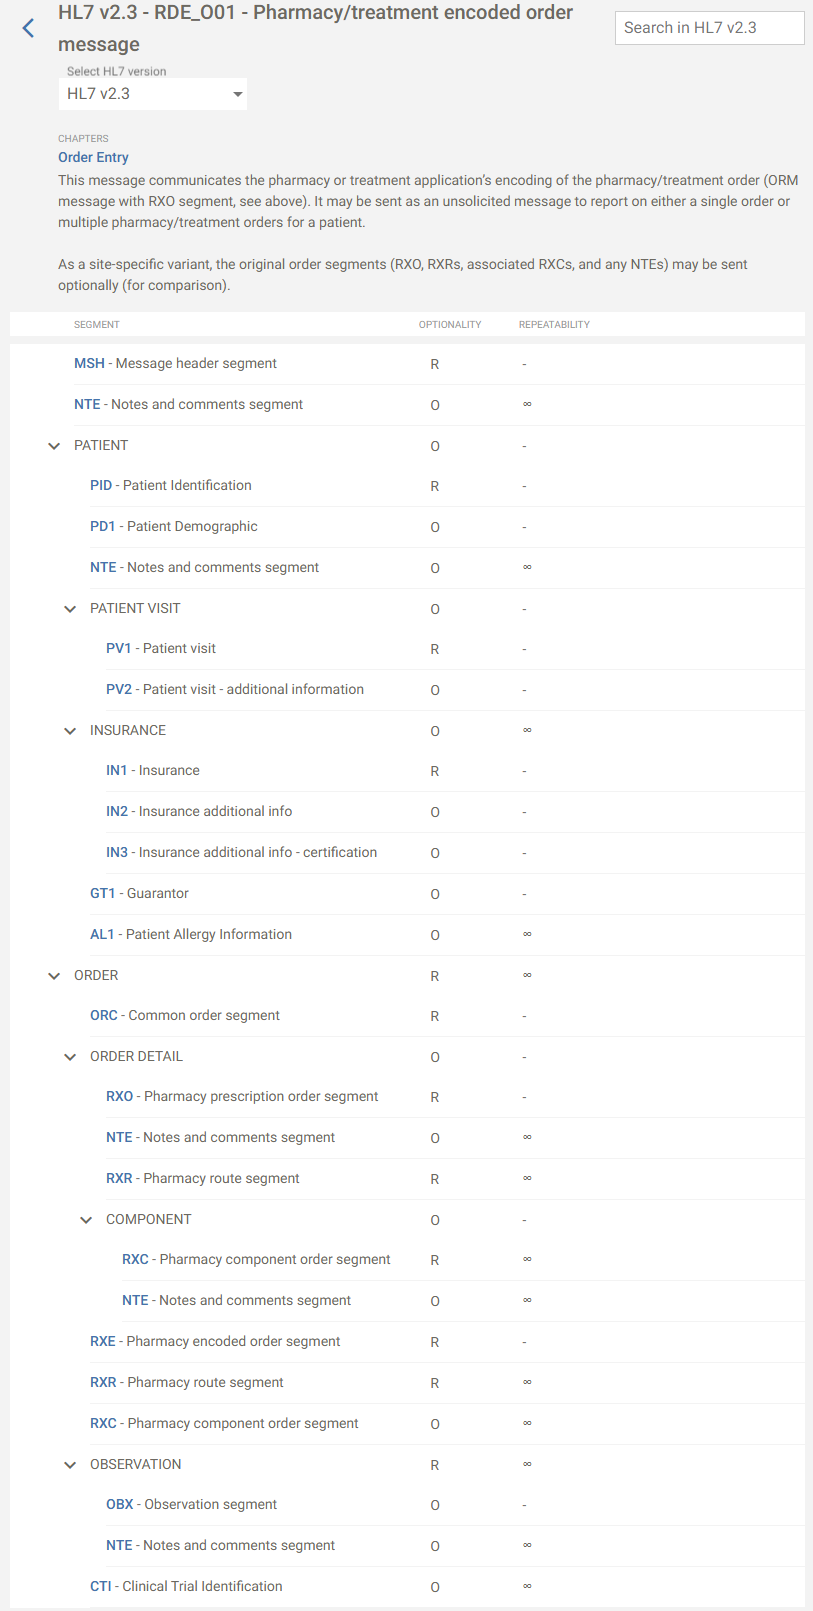 HL7 v2.3 - RDE_O01 - Pharmacy/treatment encoded order
message
Search in HL7 v2.3
Select HL7 version
HL7 v2.3
CHAPTERS
Order Entry
This message communicates the pharmacy or treatment application's encoding of the pharmacy/treatment order (ORM
message with RXO segment, see above). It may be sent as an unsolicited message to report on either a single order or
multiple pharmacy/treatment orders for a patient.
As a site-specific variant, the original order segments (RXO, RXRs, associated RXCs, and any NTEs) may be sent
optionally (for comparison).
SEGMENT OPTIONALITY REPEATABILITY
MSH - Message header segment R -
NTE - Notes and comments segment O ∞
PATIENT O -
PID - Patient Identification R -
PD1 - Patient Demographic O -
NTE - Notes and comments segment O ∞
PATIENT VISIT O -
PV1 - Patient visit R -
PV2 - Patient visit - additional information O -
INSURANCE O ∞
IN1 - Insurance R -
IN2 - Insurance additional info O -
IN3 - Insurance additional info - certification O -
GT1 - Guarantor O -
AL1 - Patient Allergy Information O ∞
ORDER R ∞
ORC - Common order segment R -
ORDER DETAIL O -
RXO - Pharmacy prescription order segment R -
NTE - Notes and comments segment O ∞
RXR - Pharmacy route segment R ∞
COMPONENT O -
RXC - Pharmacy component order segment R ∞
NTE - Notes and comments segment O ∞
RXE - Pharmacy encoded order segment R -
RXR - Pharmacy route segment R ∞
RXC - Pharmacy component order segment O ∞
OBSERVATION R ∞
OBX - Observation segment O -
NTE - Notes and comments segment O ∞
CTI - Clinical Trial Identification O ∞